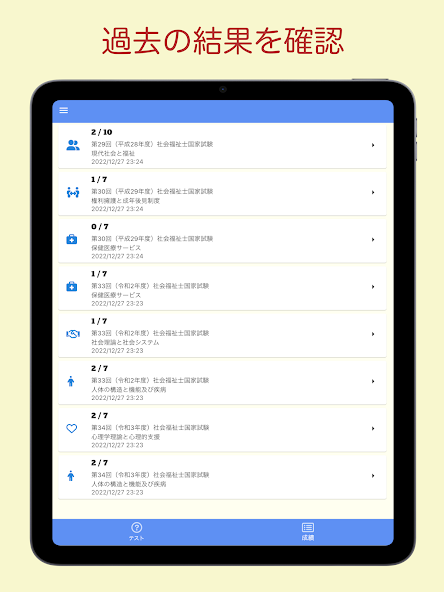 過去の結果を確認
2 / 10
第29回（平成28年度）社会福祉士国家試験
現代社会と福祉
2022/12/27 23:24
1 / 7
第30回（平成29年度）社会福祉士国家試験
権利擁護と成年後見制度
2022/12/27 23:24
0 / 7
第30回（平成29年度）社会福祉士国家試験
保健医療サービス
2022/12/27 23:24
1 / 7
第33回（令和2年度）社会福祉士国家試験
保健医療サービス
2022/12/27 23:23
1 / 7
第33回（令和2年度）社会福祉士国家試験
社会理論と社会システム
2022/12/27 23:23
2 / 7
第33回（令和2年度）社会福祉士国家試験
人体の構造と機能及び疾病
2022/12/27 23:23
2 / 7
第34回（令和3年度）社会福祉士国家試験
心理学理論と心理的支援
2022/12/27 23:23
2 / 7
第34回（令和3年度）社会福祉士国家試験
人体の構造と機能及び疾病
2022/12/27 23:23
テスト
成績